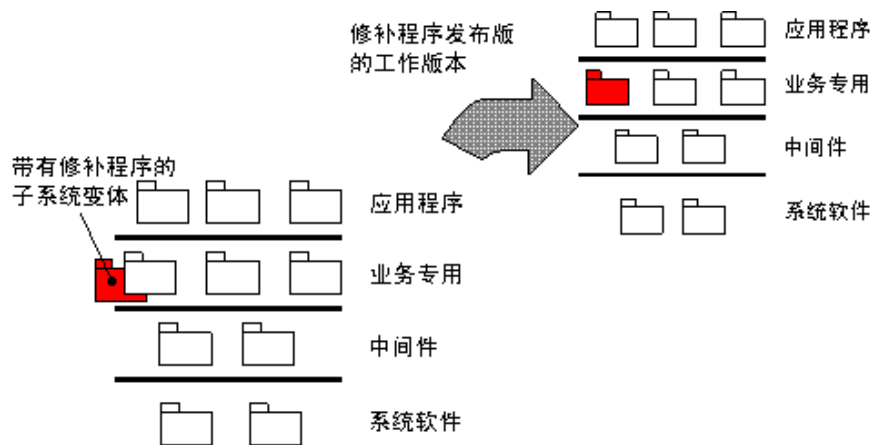 修补程序发布版
的工作版本
应用程序
业务专用
中间件
系统软件
带有修补程序的
子系统变体
应用程序
业务专用
中间件
系统软件